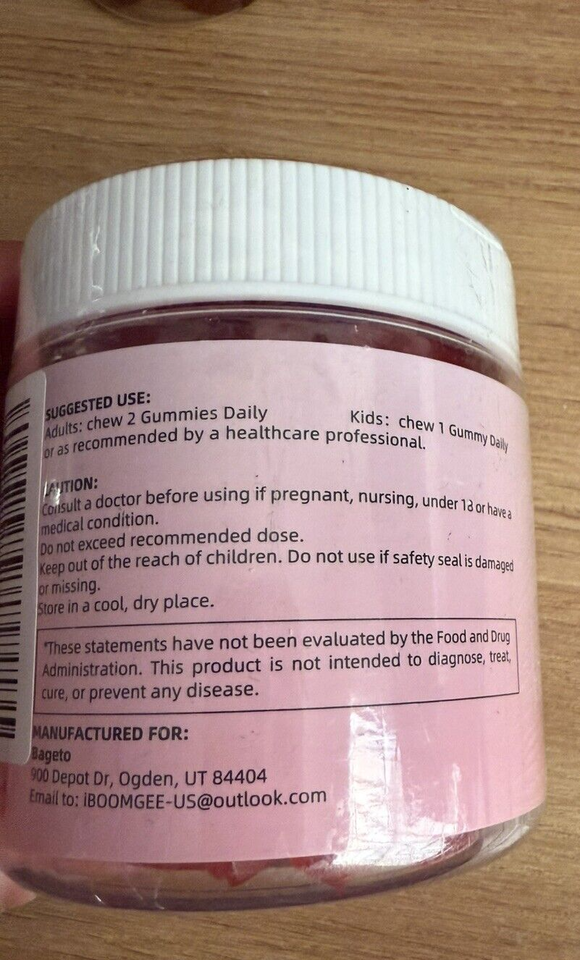 SUGGESTED USE:
Adults: chew 2 Gummies Daily Kids: chew 1 Gummy Daily
or as recommended by a healthcare professional.
CAUTION:
Consult a doctor before using if pregnant, nursing, under 13 or have a
medical condition.
Do not exceed recommended dose.
Keep out of the reach of children. Do not use if safety seal is damaged
or missing.
Store in a cool, dry place.
*These statements have not been evaluated by the Food and Drug
Administration. This product is not intended to diagnose, treat,
cure, or prevent any disease.
MANUFACTURED FOR:
Bageto
900 Depot Dr, Ogden, UT 84404
Email to: iBOOMGEE-US@outlook.com